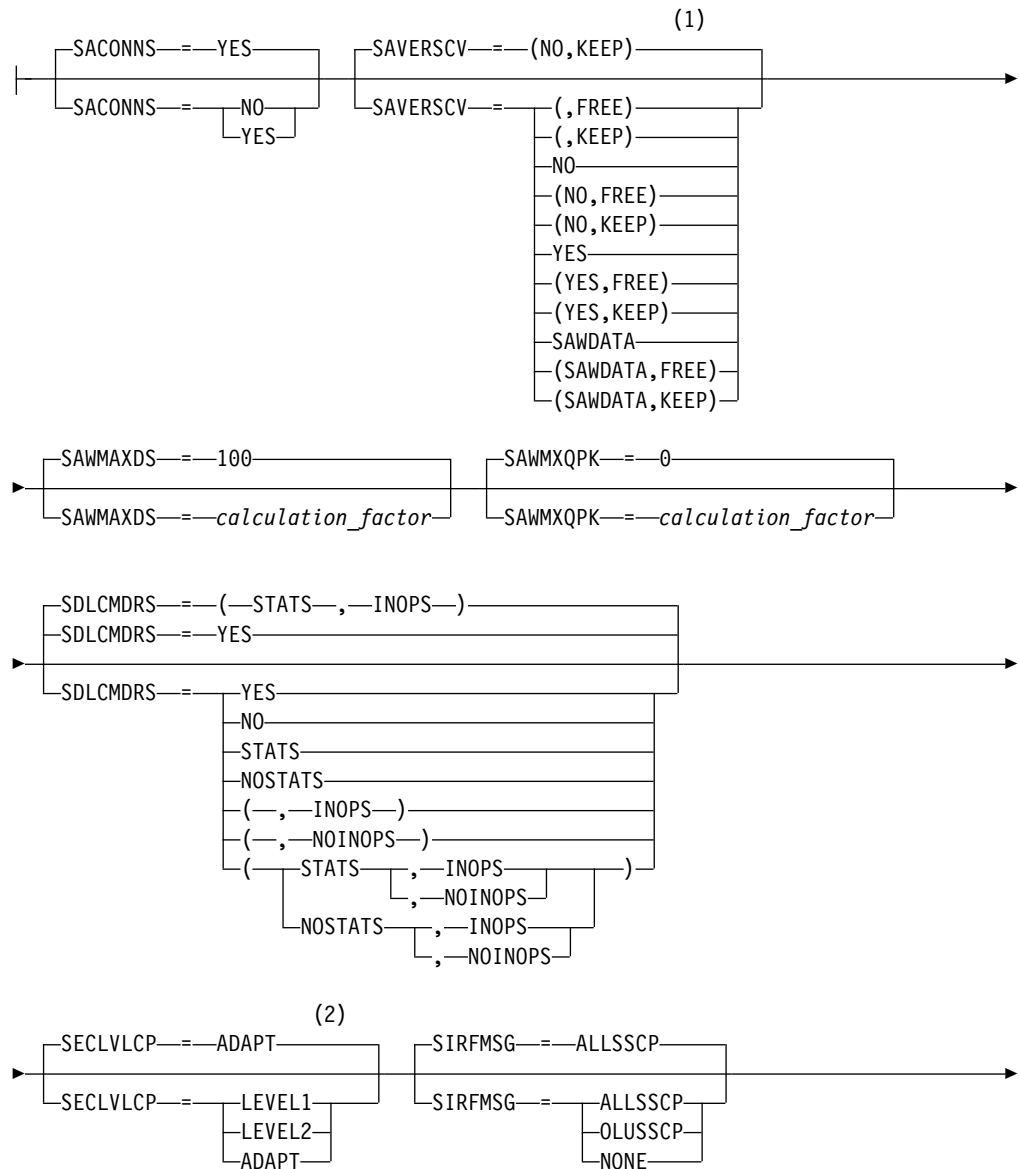 (1)
SACONNS = YES SAVERSCV = (NO,KEEP)
SACONNS = NO SAVERSCV = (,FREE)
YES (,KEEP)
NO
(NO,FREE)
(NO,KEEP)
YES
(YES,FREE)
(YES,KEEP)
SAWDATA
(SAWDATA,FREE)
(SAWDATA,KEEP)
SAWMAXDS = 100 SAWMXQPK = 0
SAWMAXDS = calculation_factor SAWMXQPK = calculation_factor
SDLCMDRS = ( STATS , INOPS )
SDLCMDRS = YES
SDLCMDRS = YES
NO
STATS
NOSTATS
( , INOPS )
( , NOINOPS )
( STATS , INOPS )
, NOINOPS
NOSTATS , INOPS
, NOINOPS
(2)
SECLVLCP = ADAPT SIRFMSG = ALLSSCP
SECLVLCP = LEVEL1 SIRFMSG = ALLSSCP
LEVEL2 OLUSSCP
ADAPT NONE